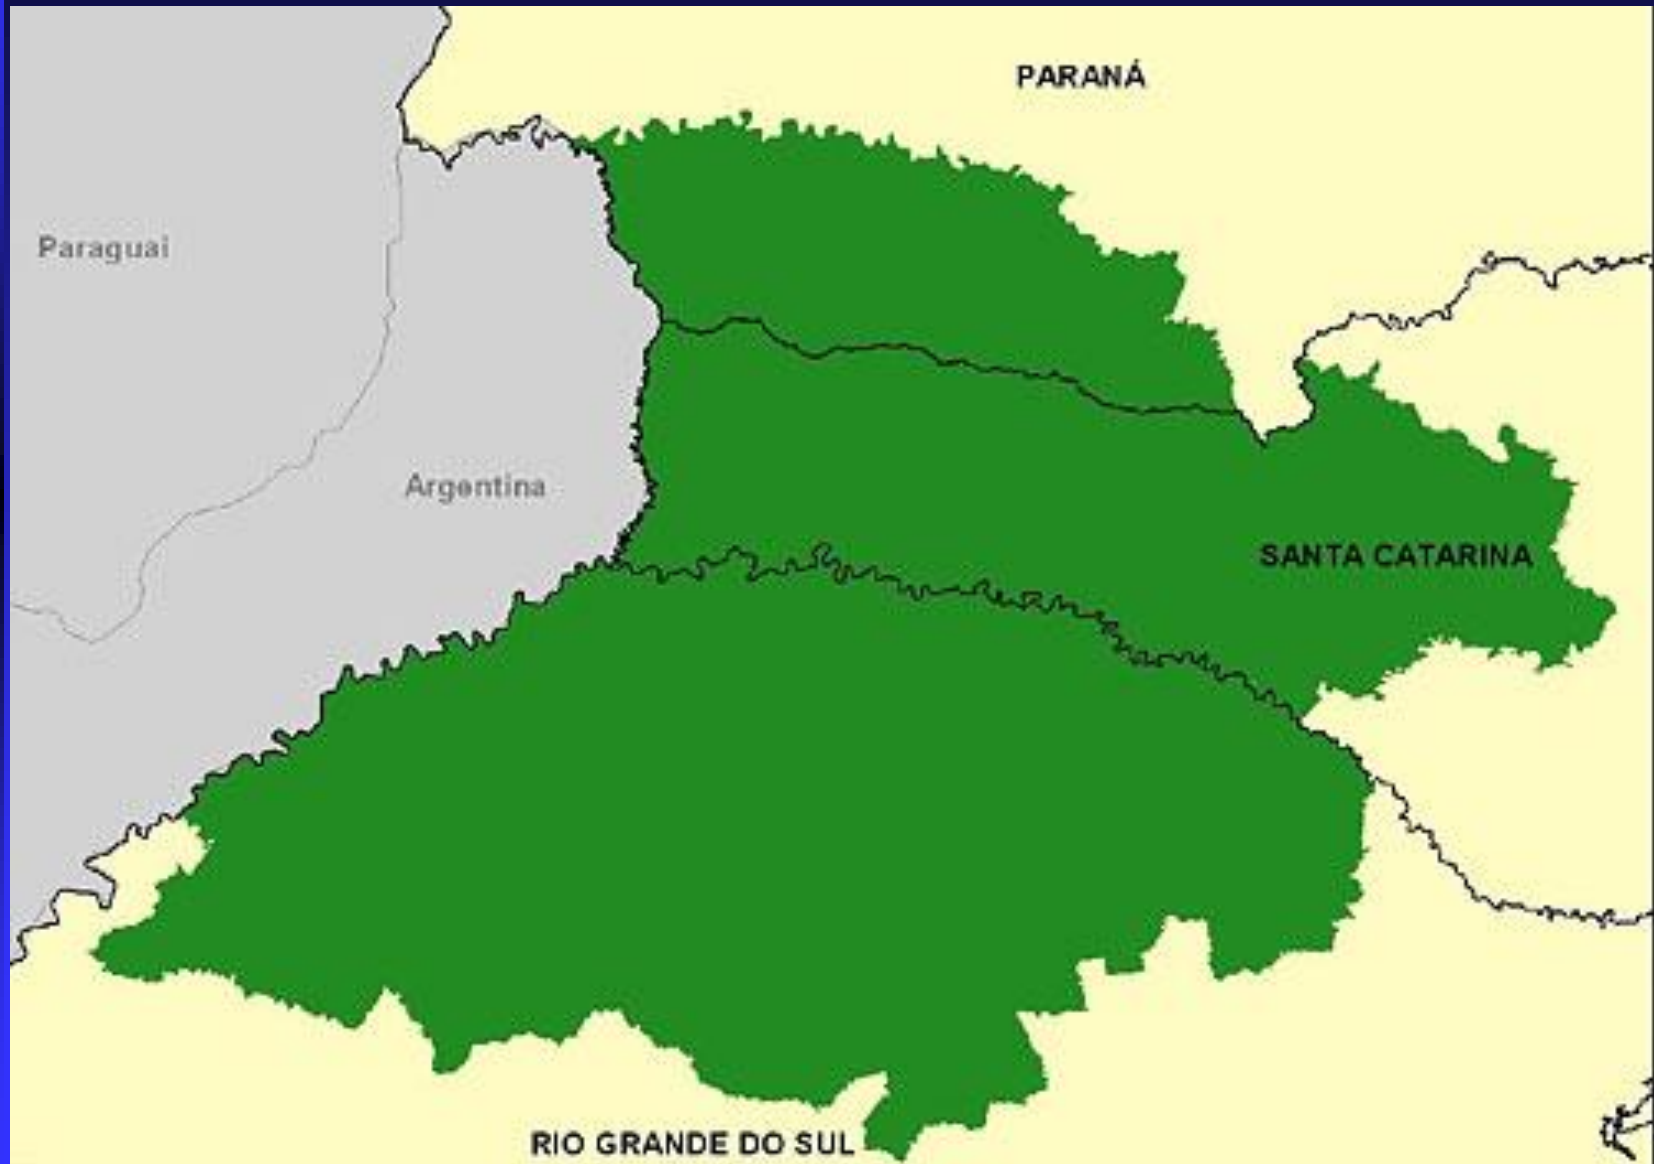 PARANÁ
Paraguai
Argentina
SANTA CATARINA
RIO GRANDE DO SUL